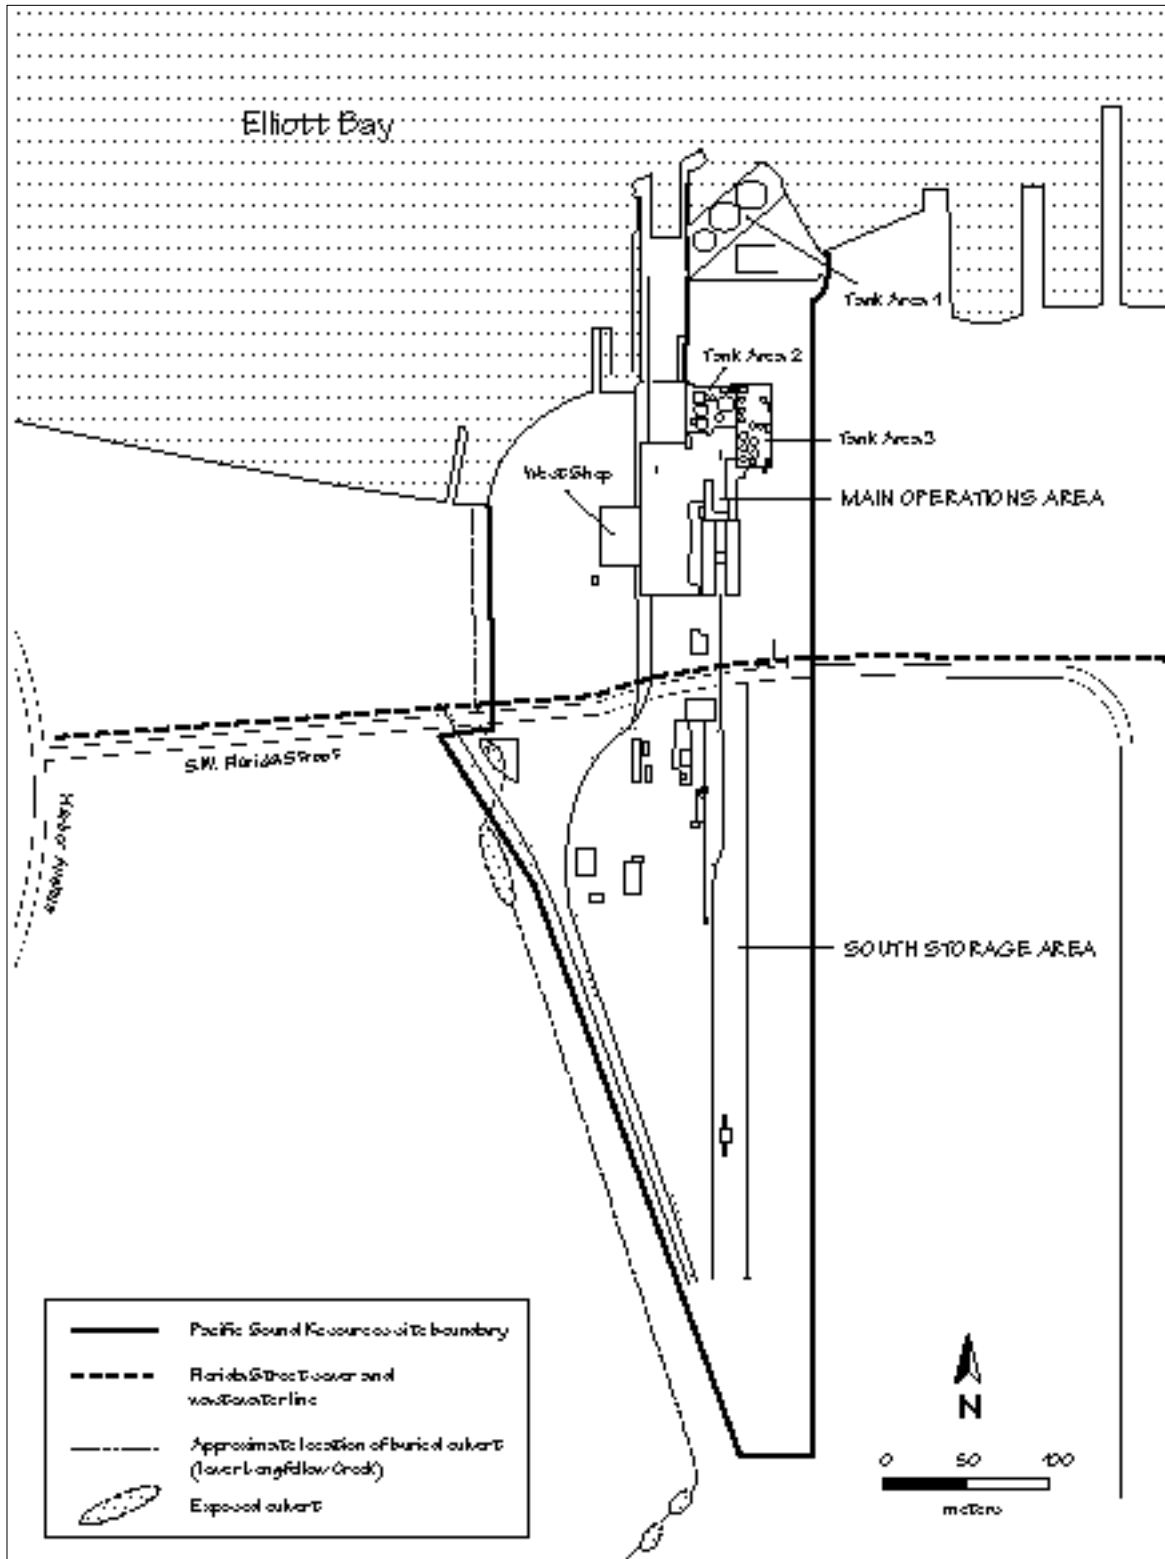 Elliott Bay
Tank Area 1
Tank Area 2
Tank Area 3
West Shop
MAIN OPERATIONS AREA
S.W. Florida Street
Harbor Avenue
SOUTH STORAGE AREA
Pacific Sound Resources site boundary
Florida Street sewer and
wastewater line
Approximate location of buried culvert
(lower Longfellow Creek)
Exposed culvert
N
0 50 100
meters